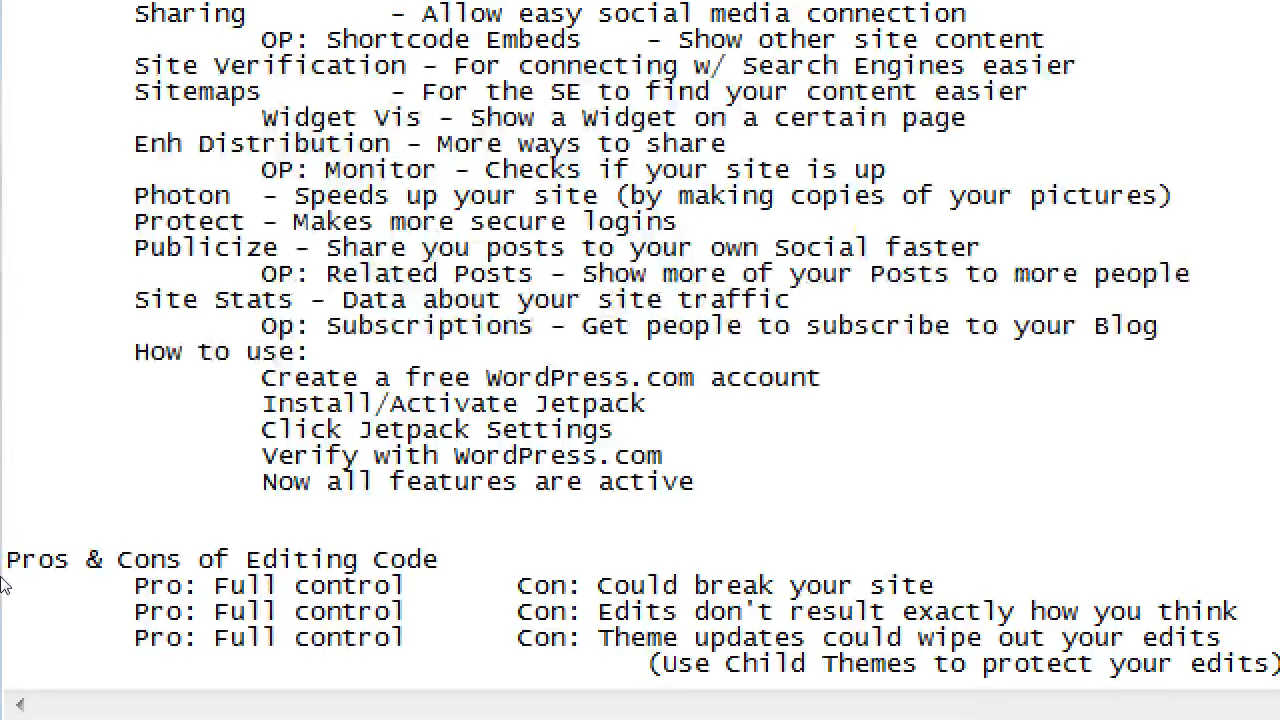 Sharing - Allow easy social media connection
OP: Shortcode Embeds - Show other site content
Site Verification - For connecting w/ Search Engines easier
Sitemaps - For the SE to find your content easier
Widget Vis - Show a Widget on a certain page
Enh Distribution - More ways to share
OP: Monitor - Checks if your site is up
Photon - Speeds up your site (by making copies of your pictures)
Protect - Makes more secure logins
Publicize - Share you posts to your own Social faster
OP: Related Posts - Show more of your Posts to more people
Site Stats - Data about your site traffic
Op: Subscriptions - Get people to subscribe to your Blog
How to use:
Create a free WordPress.com account
Install/Activate Jetpack
Click Jetpack Settings
Verify with WordPress.com
Now all features are active
Pros & Cons of Editing Code
Pro: Full control Con: Could break your site
Pro: Full control Con: Edits don't result exactly how you think
Pro: Full control Con: Theme updates could wipe out your edits
(Use Child Themes to protect your edits)